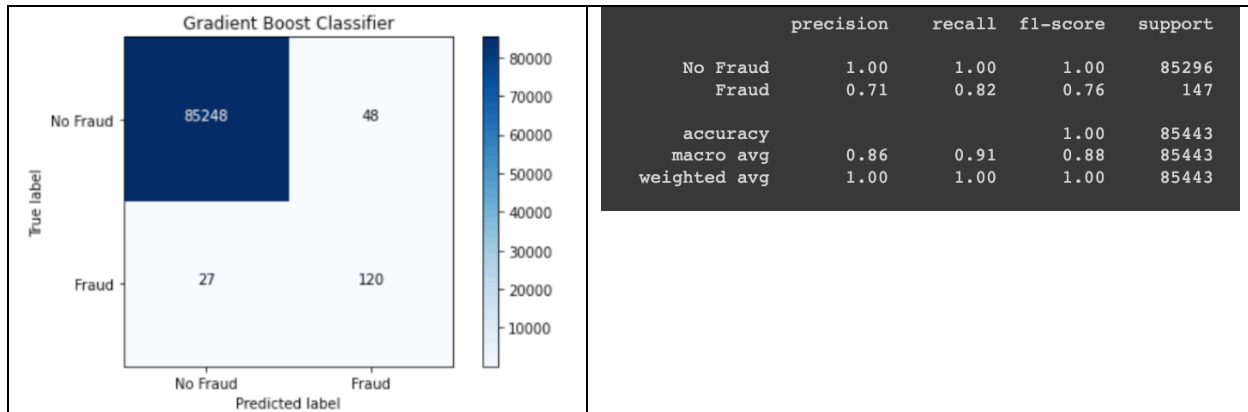 Gradient Boost Classifier
80000
70000
60000
50000
40000
30000
20000
10000
No Fraud
85248 48
True label
Fraud
27 120
No Fraud Fraud
Predicted label
precision recall f1-score support
No Fraud 1.00 1.00 1.00 85296
Fraud 0.71 0.82 0.76 147
accuracy 1.00 85443
macro avg 0.86 0.91 0.88 85443
weighted avg 1.00 1.00 1.00 85443